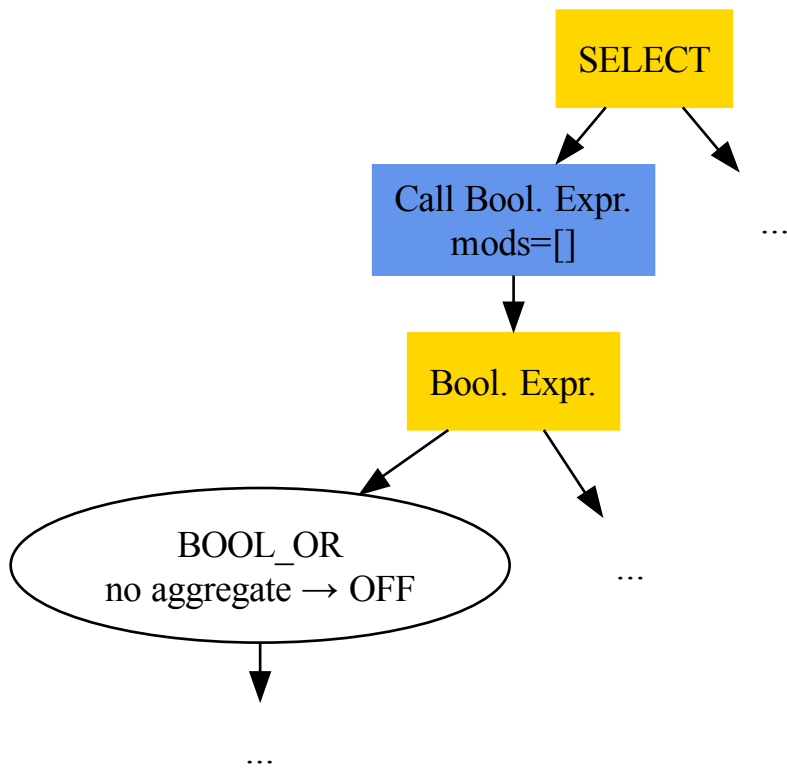 SELECT
Call Bool. Expr.
mods=[]
...
Bool. Expr.
BOOL_OR
no aggregate → OFF
...
...